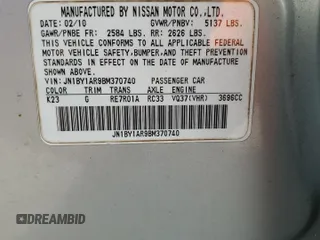 MANUFACTURED BY NISSAN MOTOR CO.,LTD.
DATE: 02/10 GVWR/PNBV: 5137 LBS.
GAWR/PNBE FR: 2584 LBS. RR: 2626 LBS.
THIS VEHICLE CONFORMS TO ALL APPLICABLE FEDERAL
MOTOR VEHICLE SAFETY,BUMPER,AND THEFT PREVENTION
STANDARDS IN EFFECT ON THE DATE OF MANUFACTURE
SHOWN ABOVE.
VIN:JN1BY1AR9BM370740 PASSENGER CAR
COLOR TRIM TRANS AXLE ENGINE
K23 G RE7R01A RC33 VQ37(VHR) 3696CC
JN1BY1AR9BM370740
DREAMBID